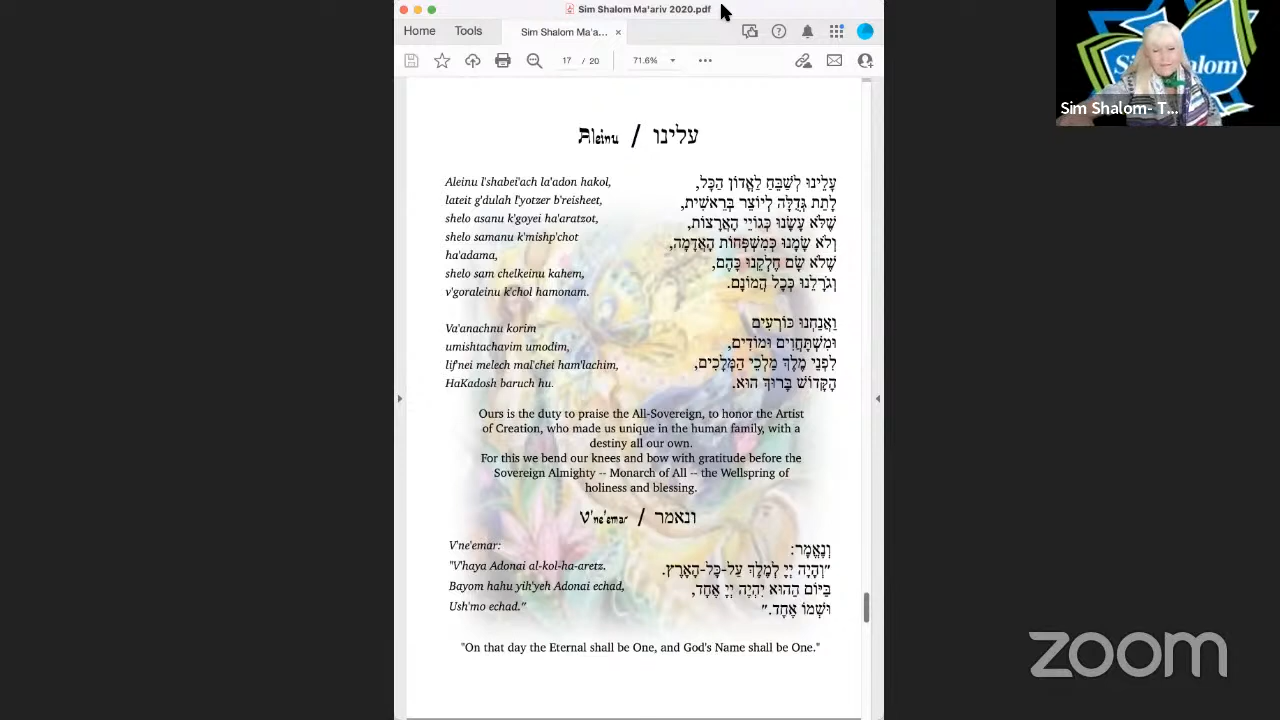 Sim Shalom Ma'ariv 2020.pdf
Home Tools Sim Shalom Ma'a... ×
17 / 20 71.6%
Aleinu / עלינו
Aleinu l'shabei'ach la'adon hakol,
lateit g'dulah l'yotzer b'reisheet,
shelo asanu k'goyei ha'aratzot,
shelo samanu k'mishp'chot
ha'adama,
shelo sam chelkeinu kahem,
v'goraleinu k'chol hamonam.
עָלֵינוּ לְשַׁבֵּחַ לַאֲדוֹן הַכֹּל,
לָתֵת גְּדֻלָּה לְיוֹצֵר בְּרֵאשִׁית,
שֶׁלֹּא עָשָׂנוּ כְּגוֹיֵי הָאֲרָצוֹת,
וְלֹא שָׂמָנוּ כְּמִשְׁפְּחוֹת הָאֲדָמָה,
שֶׁלֹּא שָׂם חֶלְקֵנוּ כָּהֶם,
וְגֹרָלֵנוּ כְּכָל הֲמוֹנָם.
Va'anachnu korim
umishtachavim umodim,
lif'nei melech mal'chei ham'lachim,
HaKadosh baruch hu.
וַאֲנַחְנוּ כּוֹרְעִים
וּמִשְׁתַּחֲוִים וּמוֹדִים,
לִפְנֵי מֶלֶךְ מַלְכֵי הַמְּלָכִים,
הַקָּדוֹשׁ בָּרוּךְ הוּא.
Ours is the duty to praise the All-Sovereign, to honor the Artist
of Creation, who made us unique in the human family, with a
destiny all our own.
For this we bend our knees and bow with gratitude before the
Sovereign Almighty -- Monarch of All -- the Wellspring of
holiness and blessing.
V'ne'emar / ונאמר
V'ne'emar:
"V'haya Adonai al-kol-ha-aretz.
Bayom hahu yih'yeh Adonai echad,
Ush'mo echad."
וְנֶאֱמַר:
"וְהָיָה יְיָ לְמֶלֶךְ עַל-כָּל-הָאָרֶץ.
בַּיּוֹם הַהוּא יִהְיֶה יְיָ אֶחָד,
וּשְׁמוֹ אֶחָד."
"On that day the Eternal shall be One, and God's Name shall be One."
Sim Shalom- T...
zoom